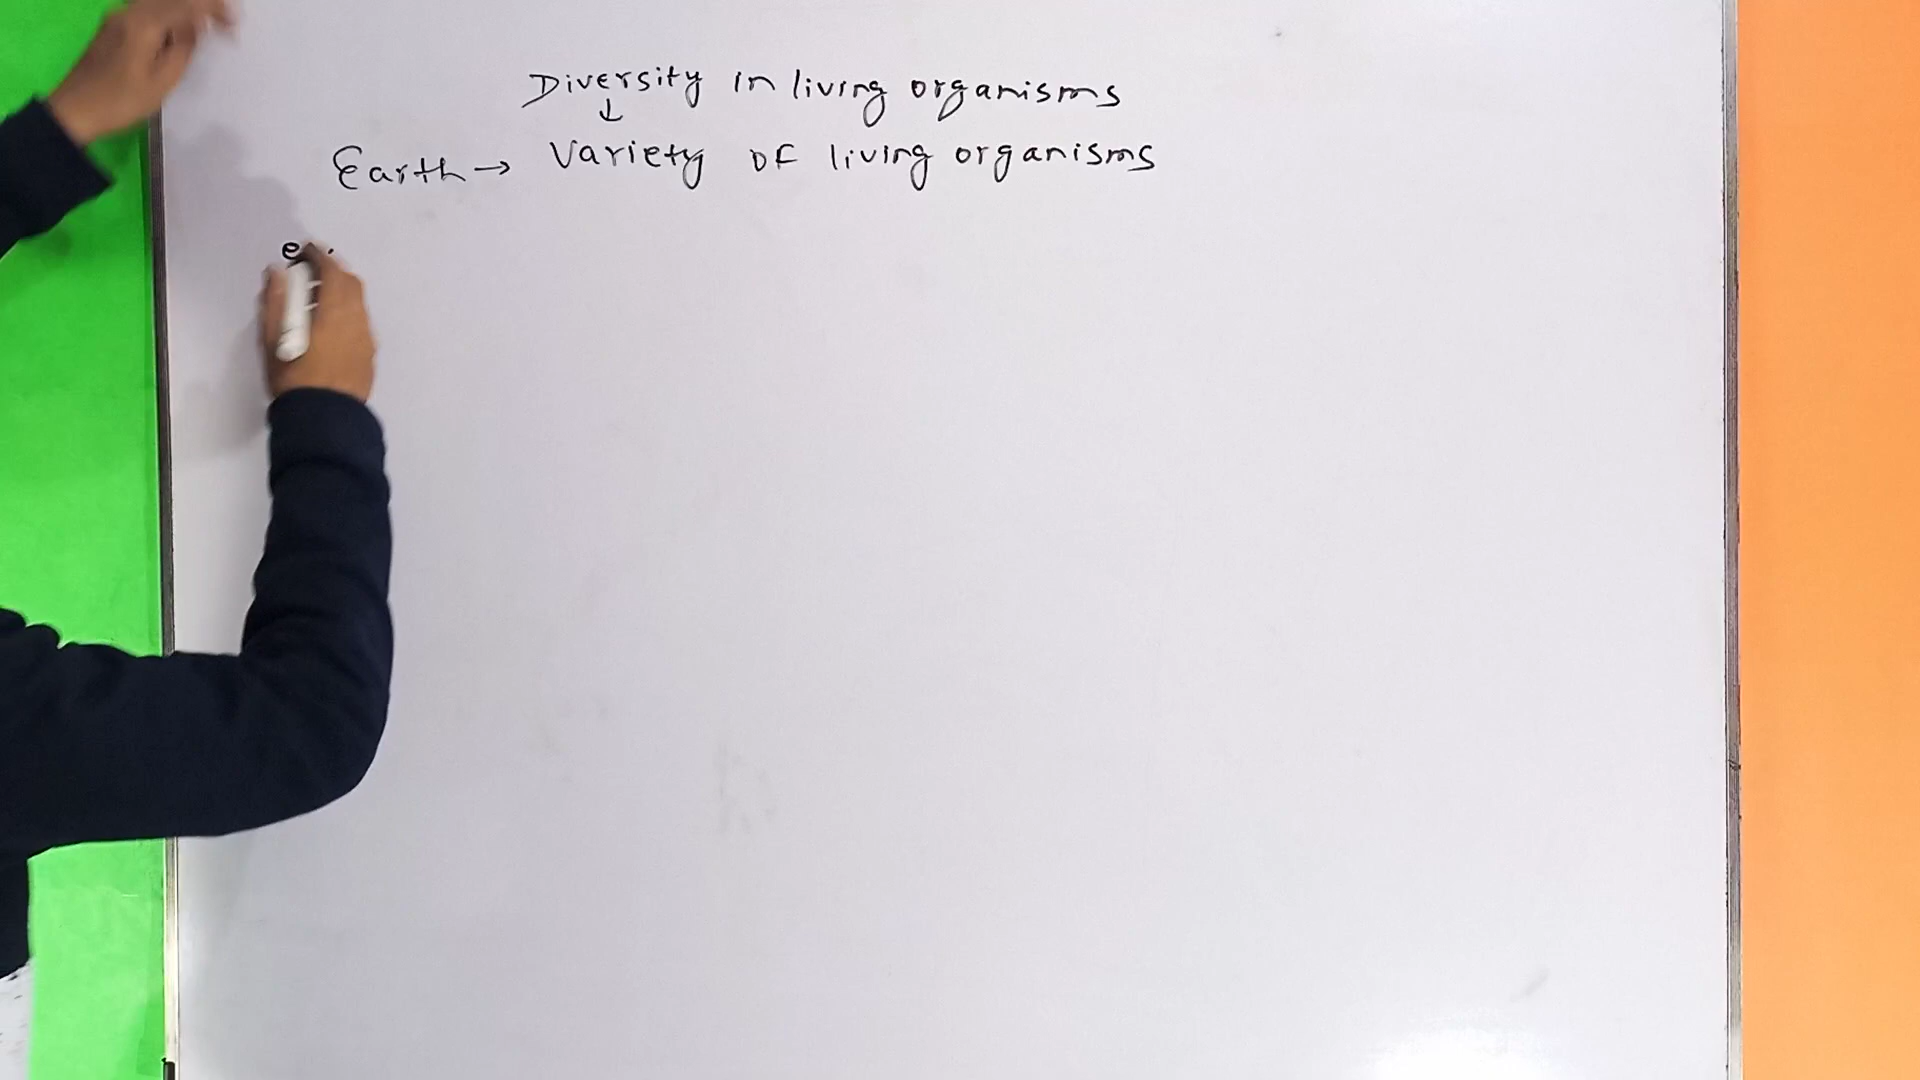 Diversity in living organisms
↓
Earth → Variety of living organisms